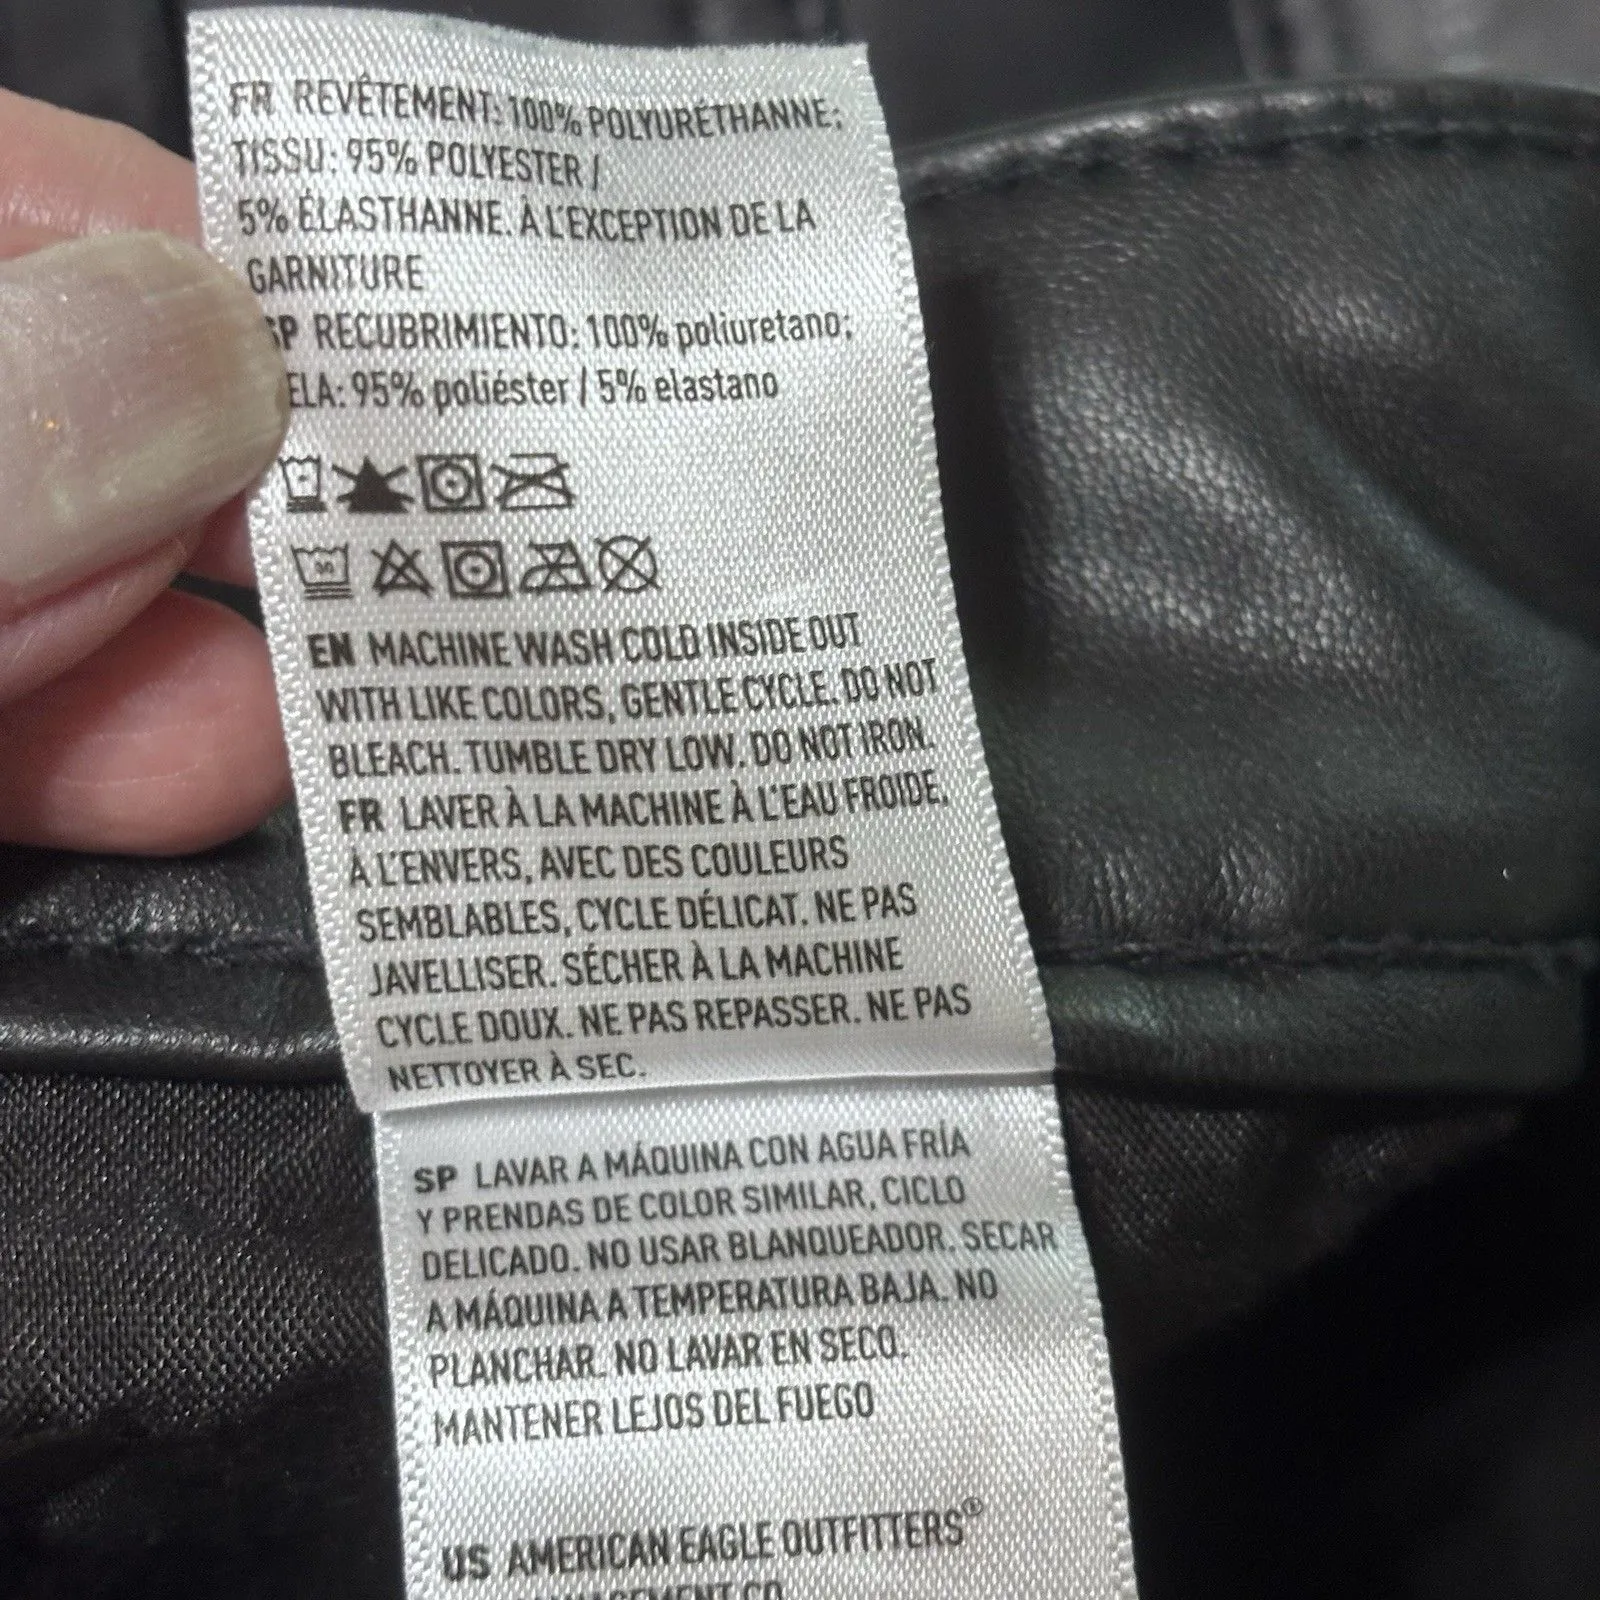 FR REVÊTEMENT: 100% POLYURÉTHANNE;
TISSU: 95% POLYESTER /
5% ÉLASTHANNE. À L'EXCEPTION DE LA
GARNITURE
SP RECUBRIMIENTO: 100% poliuretano;
ELA: 95% poliéster / 5% elastano
30
EN MACHINE WASH COLD INSIDE OUT
WITH LIKE COLORS, GENTLE CYCLE. DO NOT
BLEACH. TUMBLE DRY LOW. DO NOT IRON.
FR LAVER À LA MACHINE À L'EAU FROIDE,
À L'ENVERS, AVEC DES COULEURS
SEMBLABLES, CYCLE DÉLICAT. NE PAS
JAVELLISER. SÉCHER À LA MACHINE
CYCLE DOUX. NE PAS REPASSER. NE PAS
NETTOYER À SEC.
SP LAVAR A MÁQUINA CON AGUA FRÍA
Y PRENDAS DE COLOR SIMILAR, CICLO
DELICADO. NO USAR BLANQUEADOR. SECAR
A MÁQUINA A TEMPERATURA BAJA. NO
PLANCHAR. NO LAVAR EN SECO.
MANTENER LEJOS DEL FUEGO
US AMERICAN EAGLE OUTFITTERS®